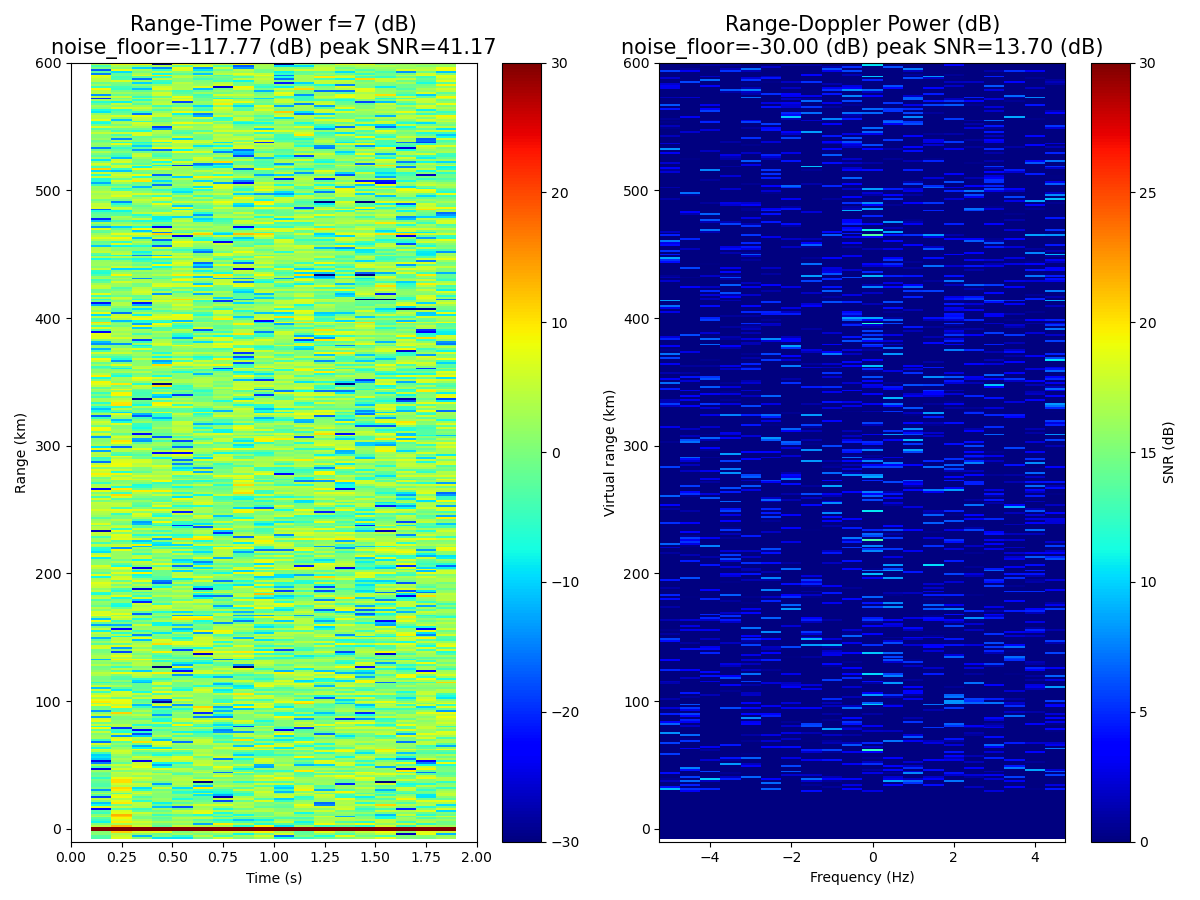 Range-Time Power f=7 (dB)
noise_floor=-117.77 (dB) peak SNR=41.17
Range-Doppler Power (dB)
noise_floor=-30.00 (dB) peak SNR=13.70 (dB)
Range (km)
600
500
400
300
200
100
0
0.00 0.25 0.50 0.75 1.00 1.25 1.50 1.75 2.00
Time (s)
30
20
10
0
−10
−20
−30
Virtual range (km)
600
500
400
300
200
100
0
−4 −2 0 2 4
Frequency (Hz)
30
25
20
15
10
5
0
SNR (dB)